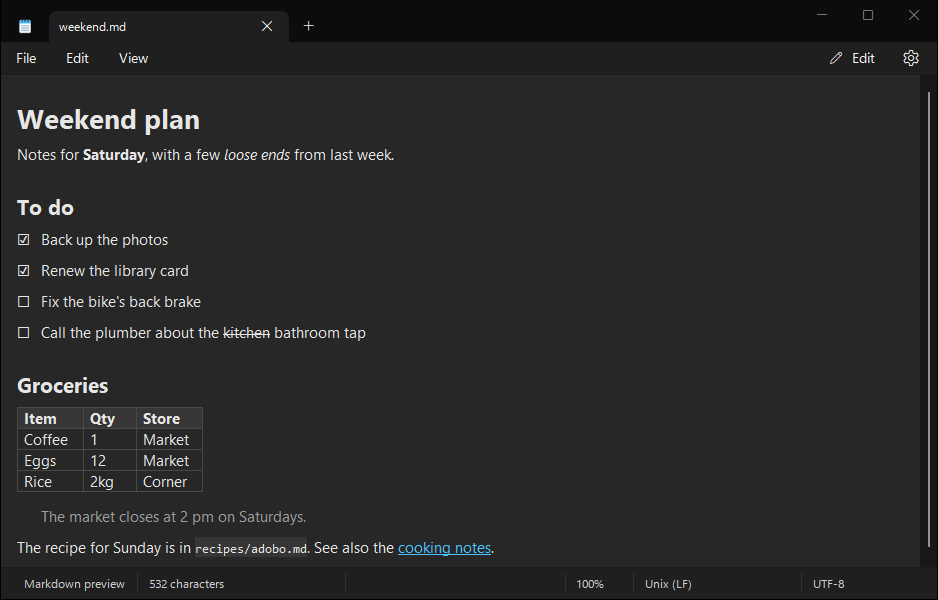 weekend.md
File Edit View Edit
Weekend plan
Notes for Saturday, with a few loose ends from last week.
To do
Back up the photos
Renew the library card
Fix the bike's back brake
Call the plumber about the kitchen bathroom tap
Groceries
Item Qty Store
Coffee 1 Market
Eggs 12 Market
Rice 2kg Corner
The market closes at 2 pm on Saturdays.
The recipe for Sunday is in recipes/adobo.md. See also the cooking notes.
Markdown preview 532 characters 100% Unix (LF) UTF-8